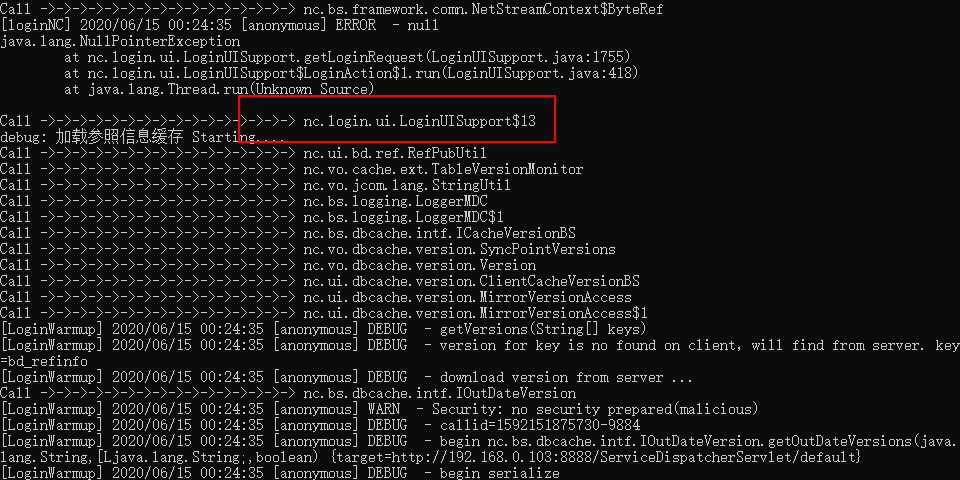 Call ->->->->->->->->->->->->->->->->-> nc.bs.framework.comn.NetStreamContext$ByteRef
[loginNC] 2020/06/15 00:24:35 [anonymous] ERROR  - null
java.lang.NullPointerException
        at nc.login.ui.LoginUISupport.getLoginRequest(LoginUISupport.java:1755)
        at nc.login.ui.LoginUISupport$LoginAction$1.run(LoginUISupport.java:418)
        at java.lang.Thread.run(Unknown Source)
Call ->->->->->->->->->->->->->->->->-> nc.login.ui.LoginUISupport$13
debug: 加载参照信息缓存 Starting....
Call ->->->->->->->->->->->->->->->->-> nc.ui.bd.ref.RefPubUtil
Call ->->->->->->->->->->->->->->->->-> nc.vo.cache.ext.TableVersionMonitor
Call ->->->->->->->->->->->->->->->->-> nc.vo.jcom.lang.StringUtil
Call ->->->->->->->->->->->->->->->->-> nc.bs.logging.LoggerMDC
Call ->->->->->->->->->->->->->->->->-> nc.bs.logging.LoggerMDC$1
Call ->->->->->->->->->->->->->->->->-> nc.bs.dbcache.intf.ICacheVersionBS
Call ->->->->->->->->->->->->->->->->-> nc.vo.dbcache.version.SyncPointVersions
Call ->->->->->->->->->->->->->->->->-> nc.vo.dbcache.version.Version
Call ->->->->->->->->->->->->->->->->-> nc.ui.dbcache.version.ClientCacheVersionBS
Call ->->->->->->->->->->->->->->->->-> nc.ui.dbcache.version.MirrorVersionAccess
Call ->->->->->->->->->->->->->->->->-> nc.ui.dbcache.version.MirrorVersionAccess$1
[LoginWarmup] 2020/06/15 00:24:35 [anonymous] DEBUG  - getVersions(String[] keys)
[LoginWarmup] 2020/06/15 00:24:35 [anonymous] DEBUG  - version for key is no found on client, will find from server. key
=bd_refinfo
[LoginWarmup] 2020/06/15 00:24:35 [anonymous] DEBUG  - download version from server ...
Call ->->->->->->->->->->->->->->->->-> nc.bs.dbcache.intf.IOutDateVersion
[LoginWarmup] 2020/06/15 00:24:35 [anonymous] WARN  - Security: no security prepared(malicious)
[LoginWarmup] 2020/06/15 00:24:35 [anonymous] DEBUG  - callid=1592151875730-9884
[LoginWarmup] 2020/06/15 00:24:35 [anonymous] DEBUG  - begin nc.bs.dbcache.intf.IOutDateVersion.getOutDateVersions(java.
lang.String,[Ljava.lang.String;,boolean) {target=http://192.168.0.103:8888/ServiceDispatcherServlet/default}
[LoginWarmup] 2020/06/15 00:24:35 [anonymous] DEBUG  - begin serialize